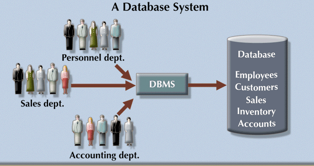 A Database System
Personnel dept.
Sales dept.
Accounting dept.
DBMS
Database
Employees
Customers
Sales
Inventory
Accounts